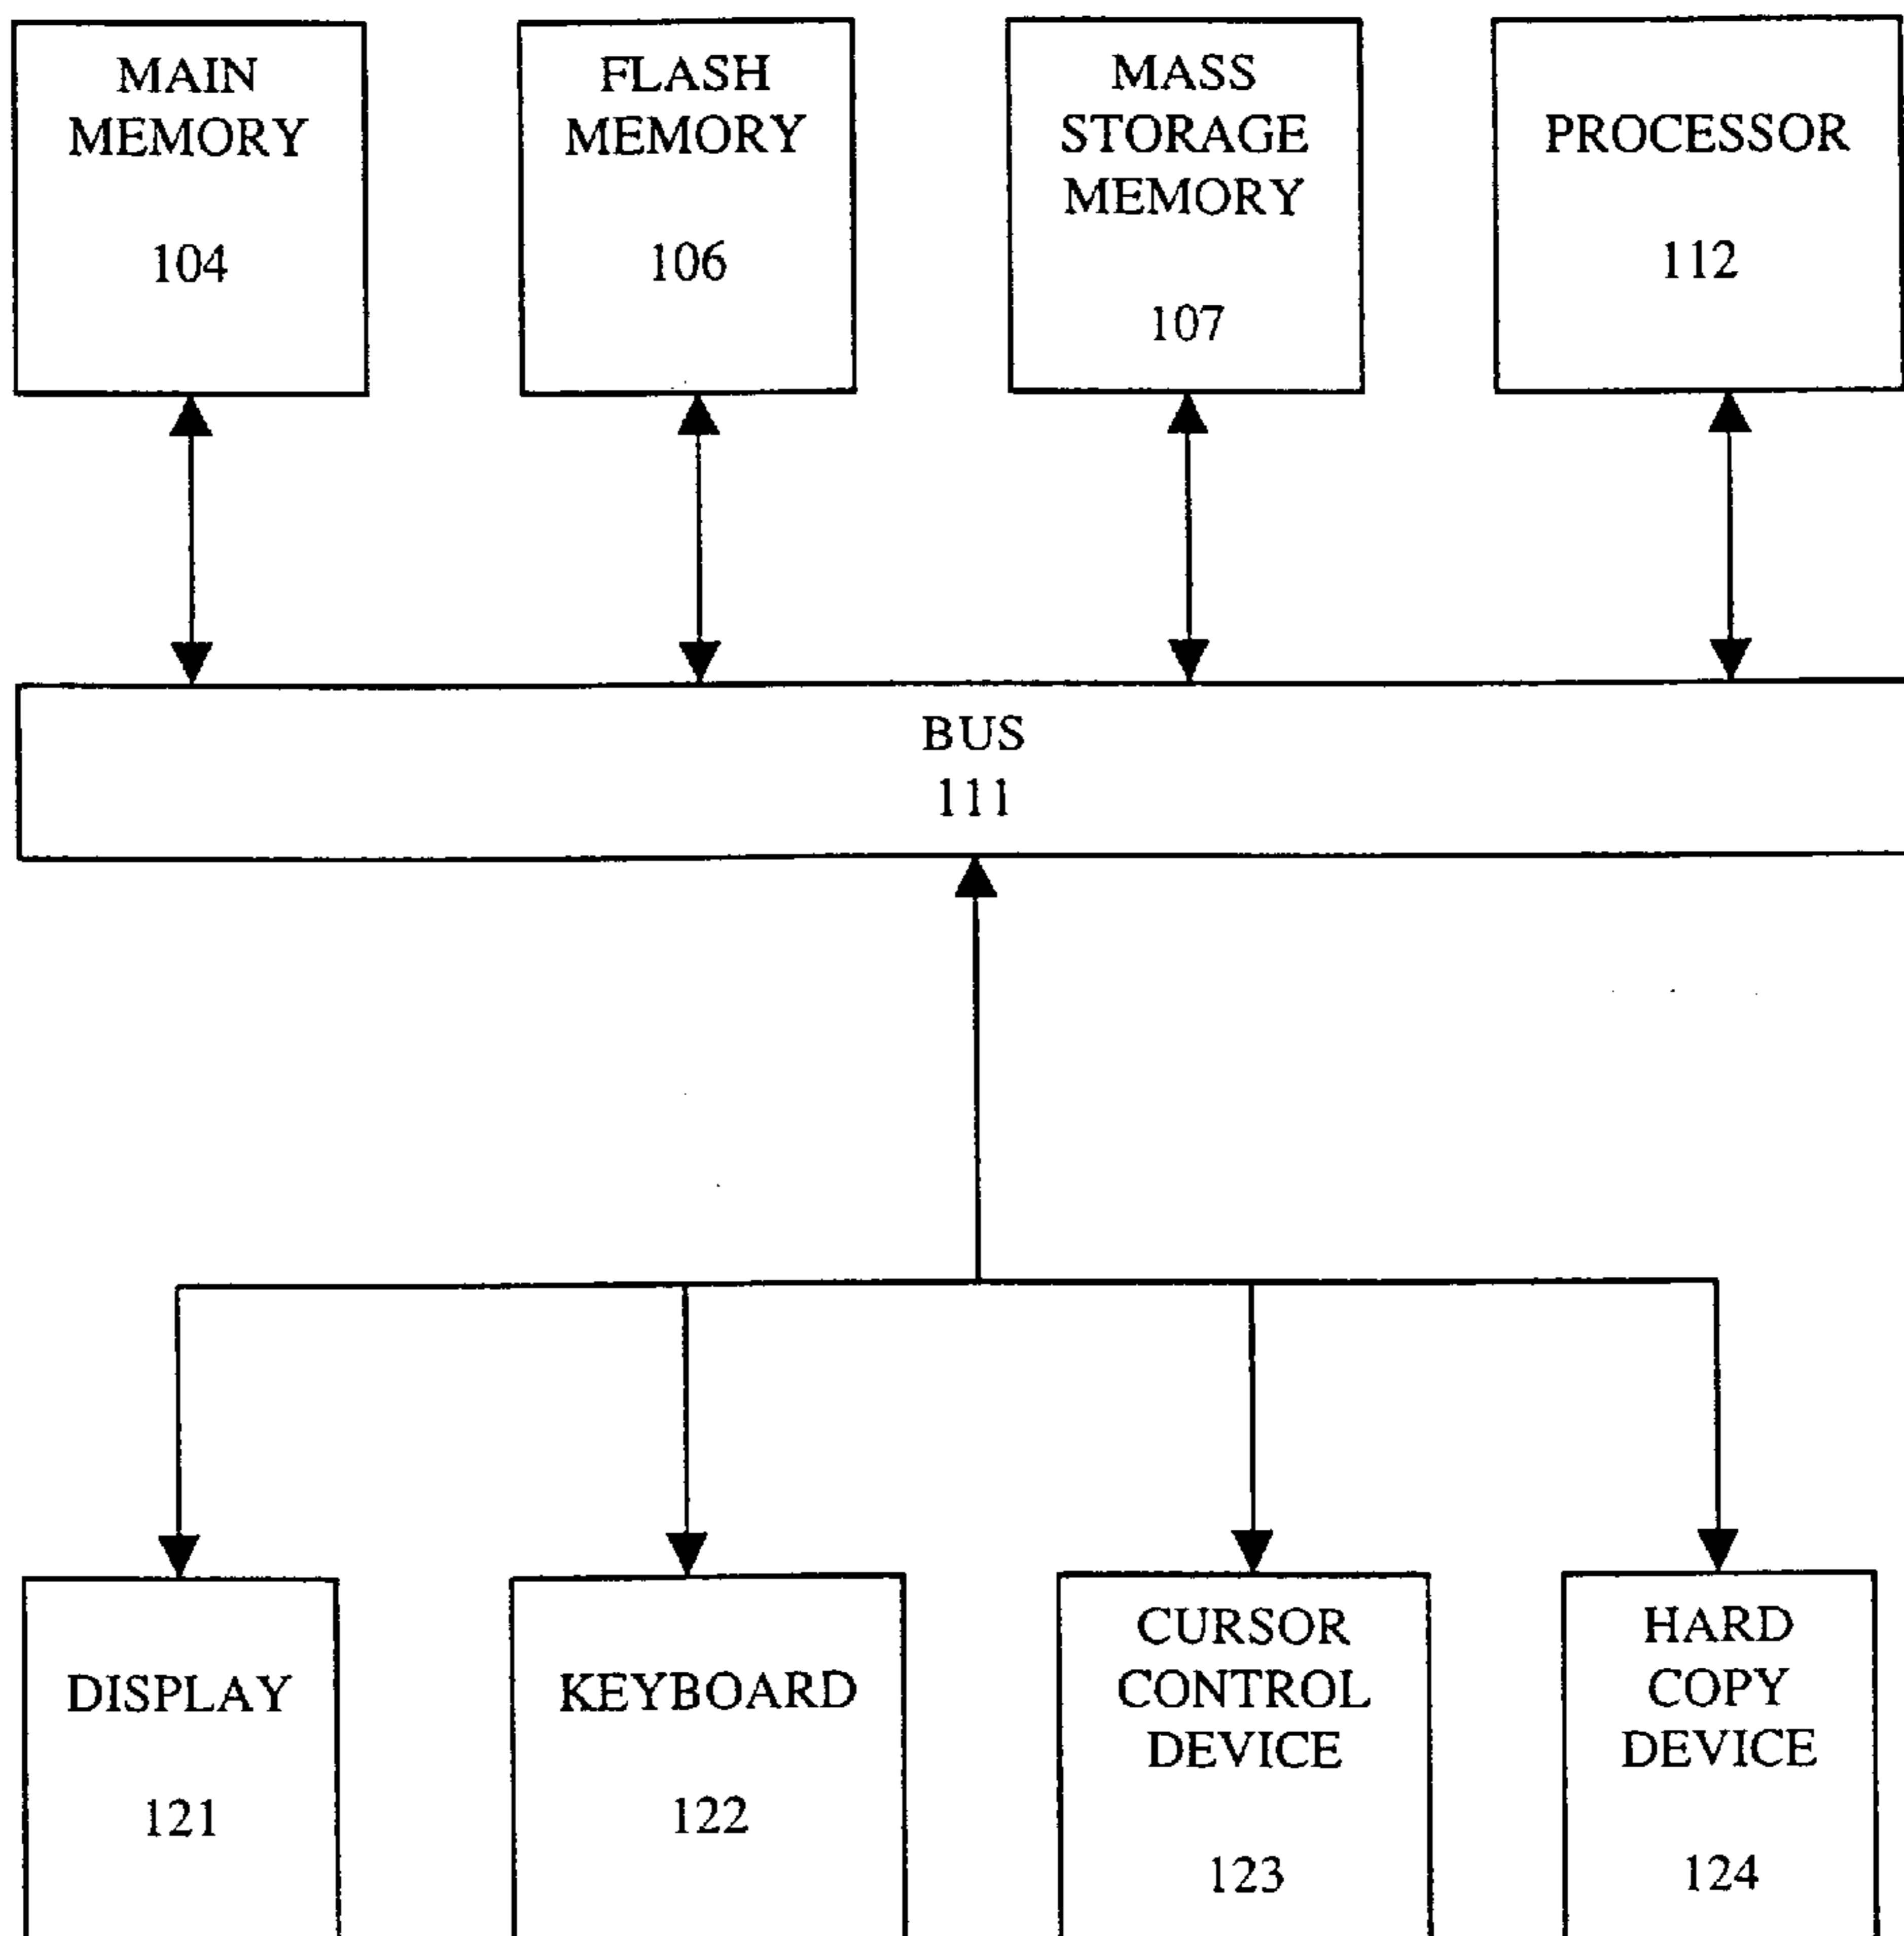 MAIN
MEMORY
104
FLASH
MEMORY
106
MASS
STORAGE
MEMORY
107
PROCESSOR
112
BUS
111
DISPLAY
121
KEYBOARD
122
CURSOR
CONTROL
DEVICE
123
HARD
COPY
DEVICE
124